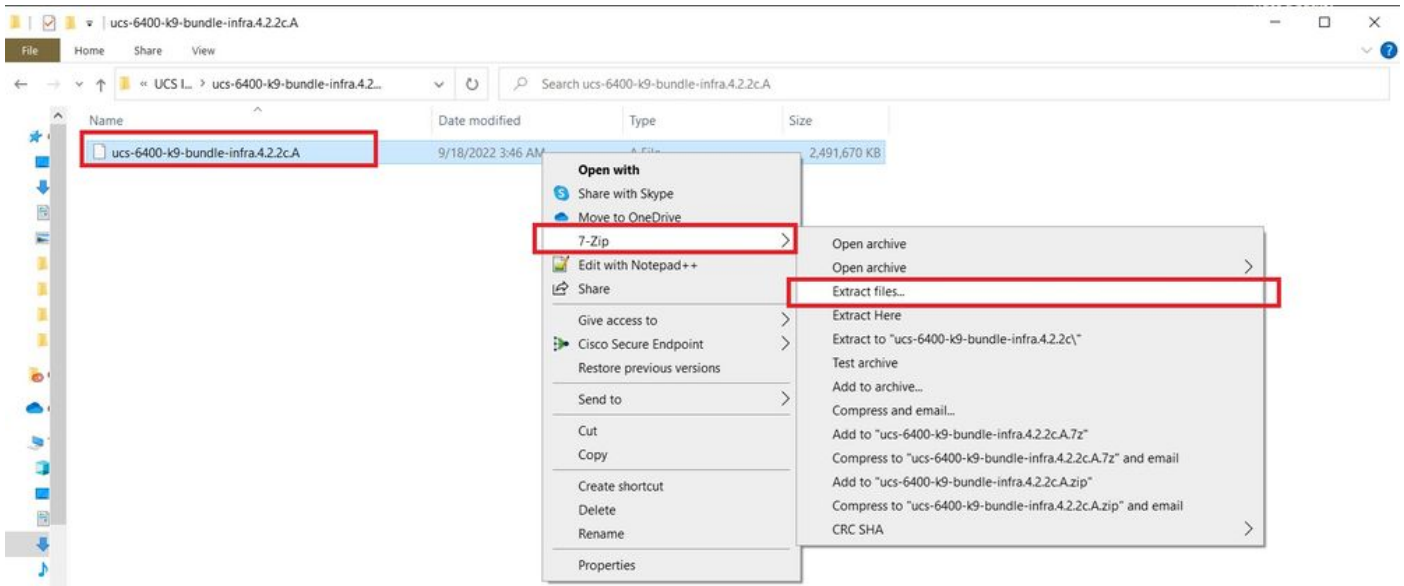 ucs-6400-k9-bundle-infra.4.2.2c.A
File Home Share View
« UCS I... > ucs-6400-k9-bundle-infra.4.2... Search ucs-6400-k9-bundle-infra.4.2.2c.A
Name Date modified Type Size
ucs-6400-k9-bundle-infra.4.2.2c.A 9/18/2022 3:46 AM A File 2,491,670 KB
Open with
Share with Skype
Move to OneDrive
7-Zip
Edit with Notepad++
Share
Give access to
Cisco Secure Endpoint
Restore previous versions
Send to
Cut
Copy
Create shortcut
Delete
Rename
Properties
Open archive
Open archive
Extract files...
Extract Here
Extract to "ucs-6400-k9-bundle-infra.4.2.2c\"
Test archive
Add to archive...
Compress and email...
Add to "ucs-6400-k9-bundle-infra.4.2.2c.A.7z"
Compress to "ucs-6400-k9-bundle-infra.4.2.2c.A.7z" and email
Add to "ucs-6400-k9-bundle-infra.4.2.2c.A.zip"
Compress to "ucs-6400-k9-bundle-infra.4.2.2c.A.zip" and email
CRC SHA